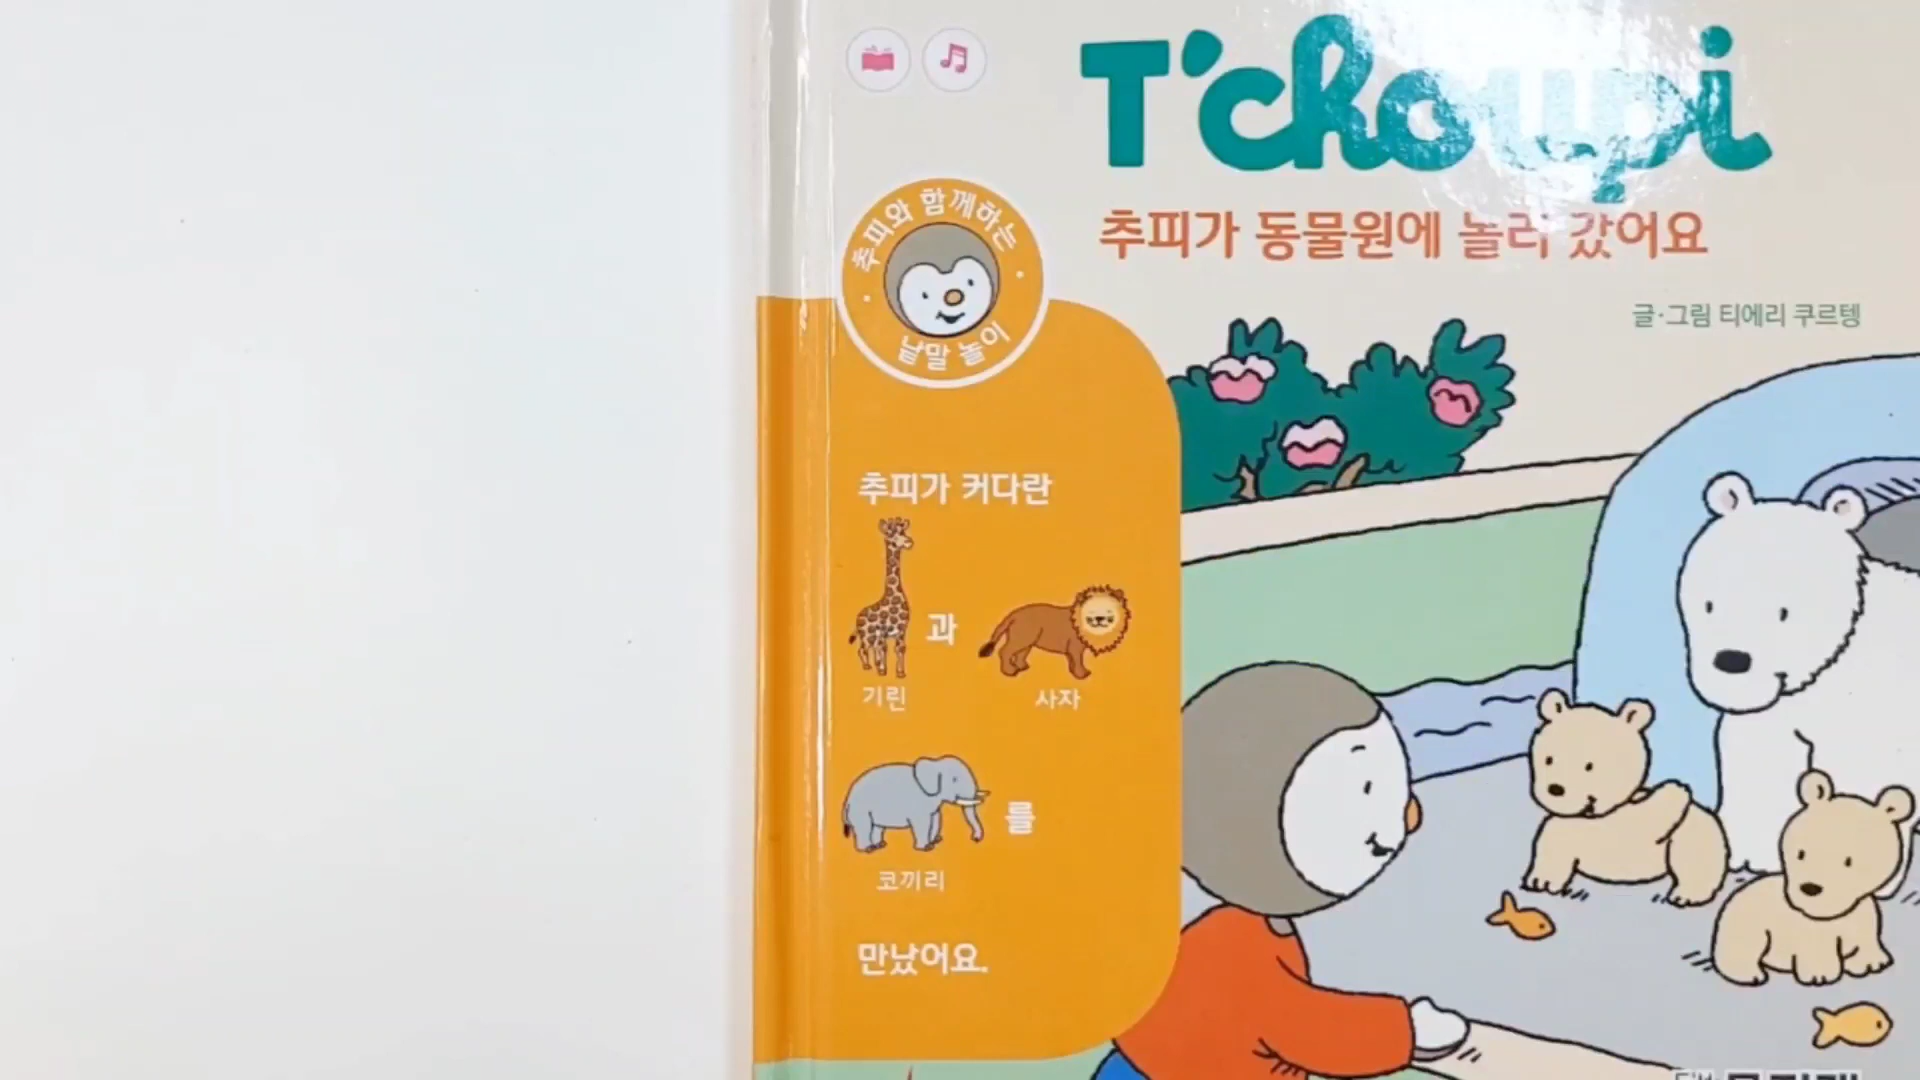 T'choupi
추피가 동물원에 놀러 갔어요
글·그림 티에리 쿠르텡
추피와 함께하는
낱말 놀이
추피가 커다란
과
기린
사자
를
코끼리
만났어요.